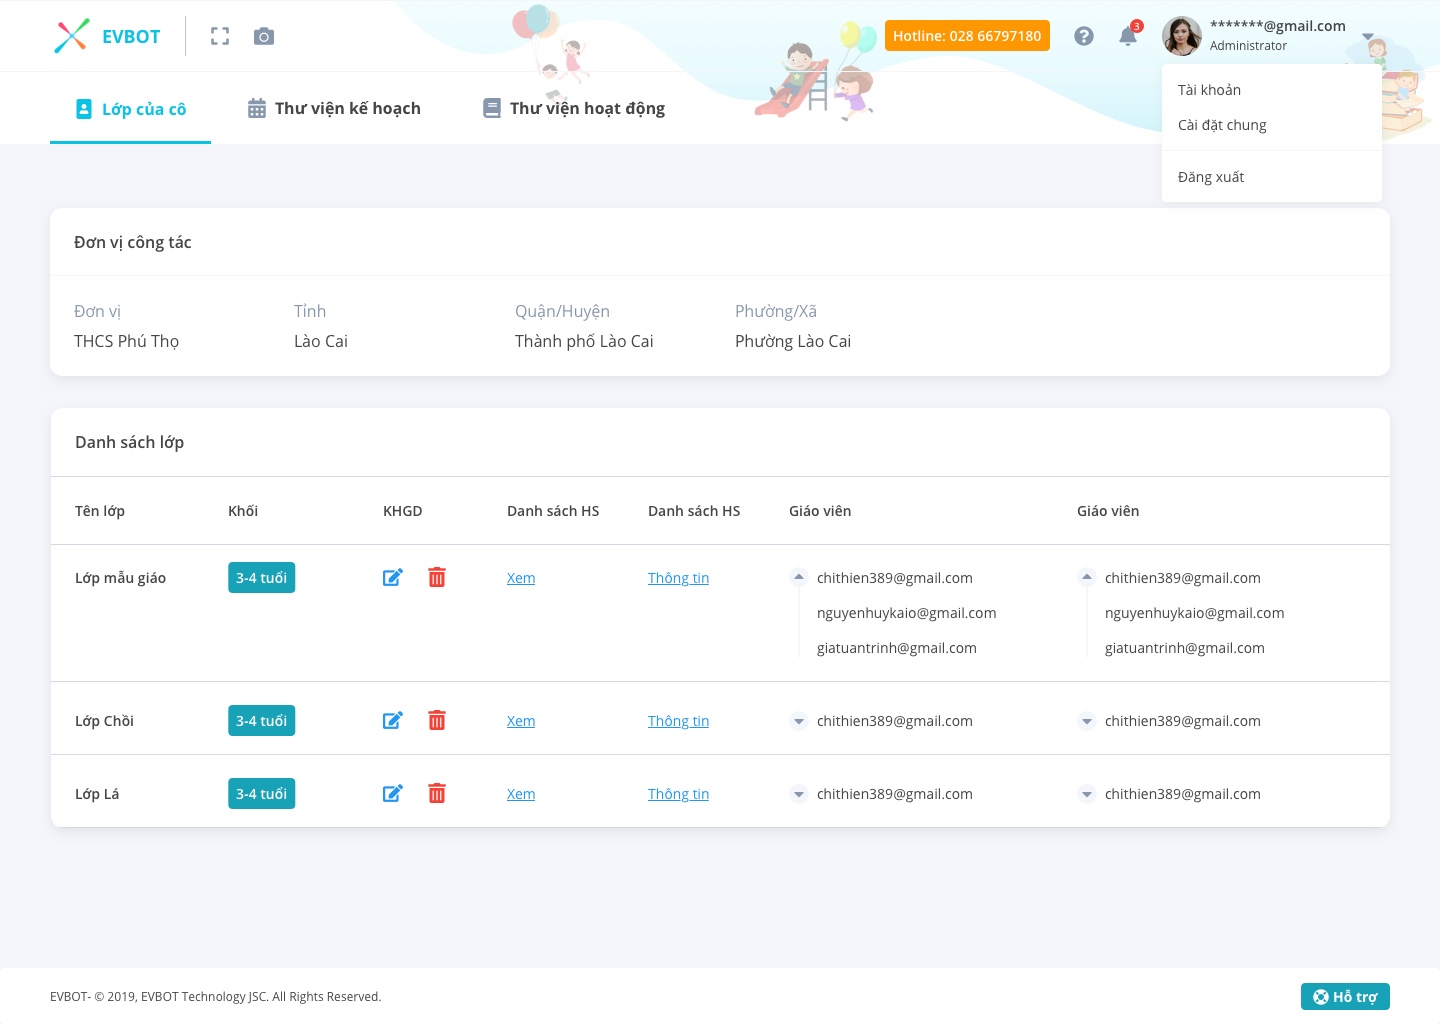 EVBOT
Hotline: 028 66797180
3
*******@gmail.com
Administrator
Tài khoản
Cài đặt chung
Đăng xuất
Lớp của cô
Thư viện kế hoạch
Thư viện hoạt động
Đơn vị công tác
Đơn vị Tỉnh Quận/Huyện Phường/Xã
THCS Phú Thọ Lào Cai Thành phố Lào Cai Phường Lào Cai
Danh sách lớp
Tên lớp Khối KHGD Danh sách HS Danh sách HS Giáo viên Giáo viên
Lớp mẫu giáo 3-4 tuổi Xem Thông tin chithien389@gmail.com chithien389@gmail.com
nguyenhuykaio@gmail.com nguyenhuykaio@gmail.com
giatuantrinh@gmail.com giatuantrinh@gmail.com
Lớp Chồi 3-4 tuổi Xem Thông tin chithien389@gmail.com chithien389@gmail.com
Lớp Lá 3-4 tuổi Xem Thông tin chithien389@gmail.com chithien389@gmail.com
EVBOT- © 2019, EVBOT Technology JSC. All Rights Reserved.
Hỗ trợ